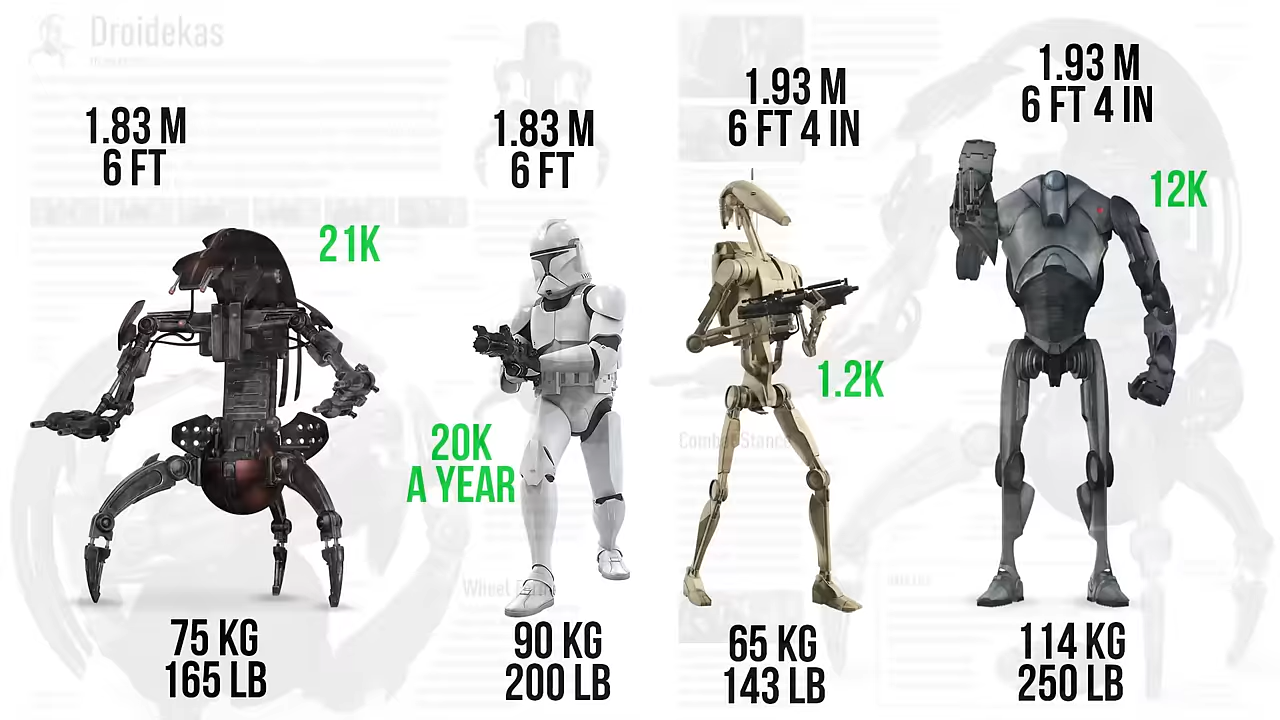 Droidekas
1.83 M
6 FT
21K
75 KG
165 LB
1.83 M
6 FT
20K
A YEAR
90 KG
200 LB
1.93 M
6 FT 4 IN
1.2K
65 KG
143 LB
1.93 M
6 FT 4 IN
12K
114 KG
250 LB
Combat Stance
Wheel Form